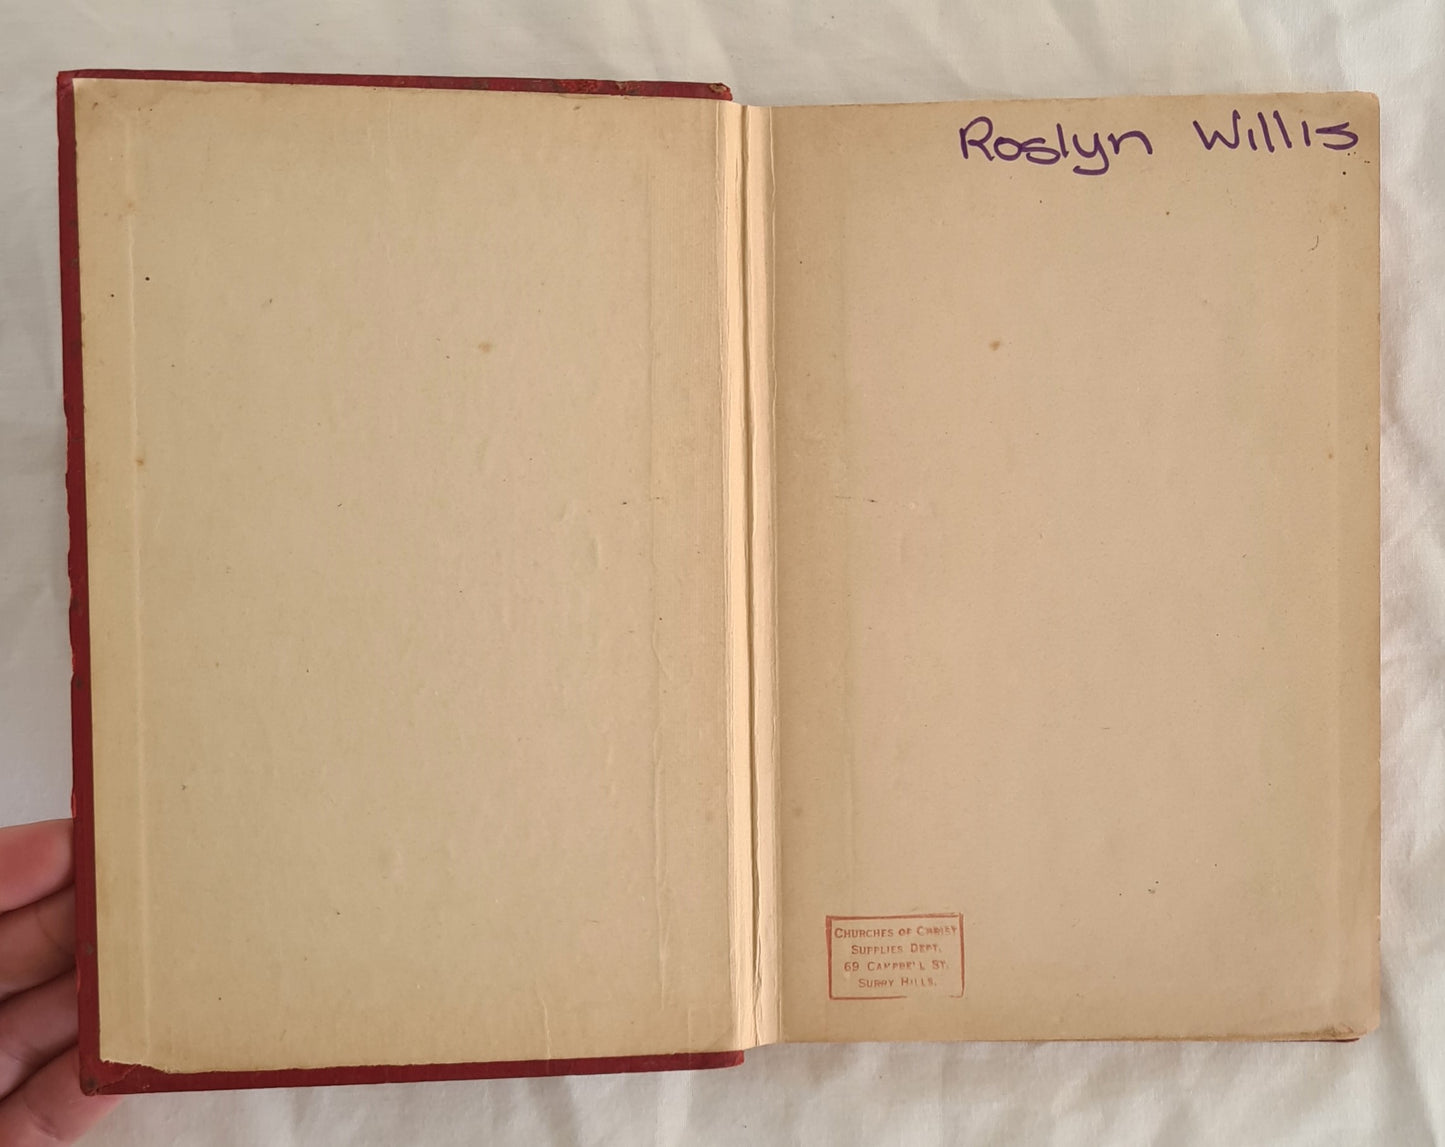 Roslyn Willis
CHURCHES OF CHRIST
SUPPLIES DEPT.
69 CAMPBELL ST.
SURRY HILLS.